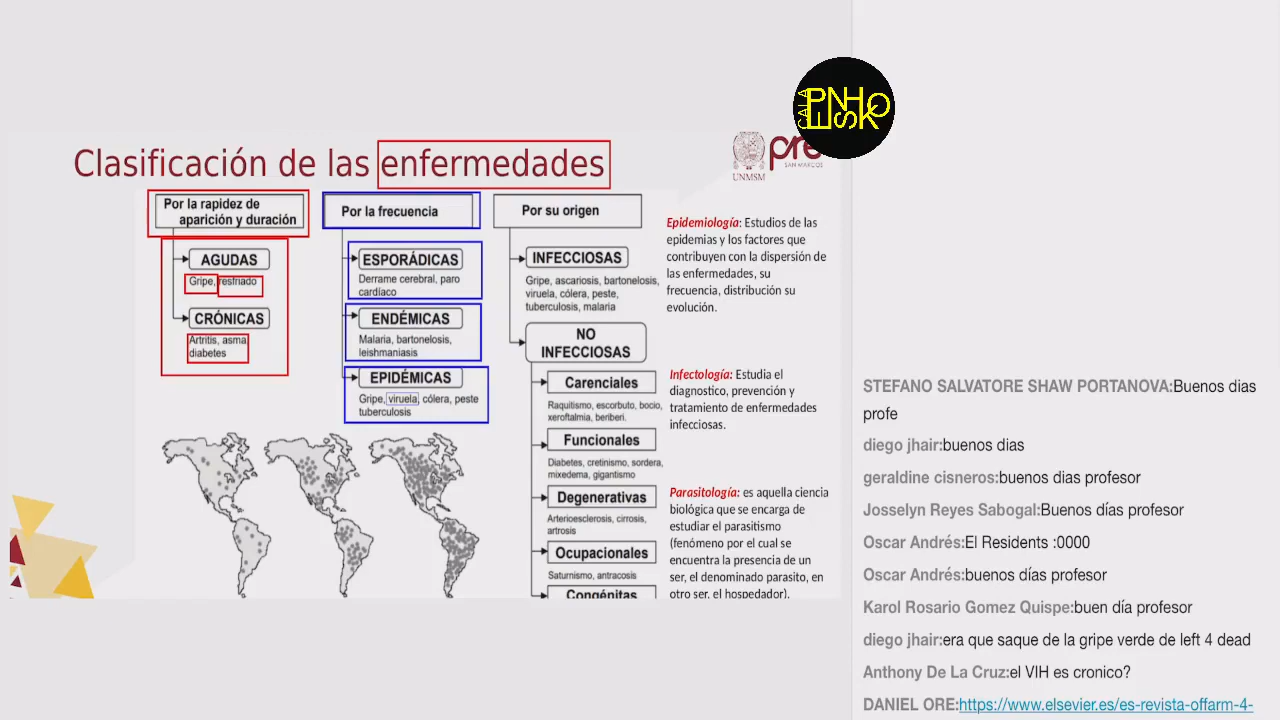 Clasificación de las enfermedades
UNMSM
pre
SAN MARCOS
CALA
PENSHKO
Por la rapidez de
aparición y duración
AGUDAS
Gripe, resfriado
CRÓNICAS
Artritis, asma,
diabetes
Por la frecuencia
ESPORÁDICAS
Derrame cerebral, paro
cardíaco
ENDÉMICAS
Malaria, bartonelosis,
leishmaniasis
EPIDÉMICAS
Gripe, viruela, cólera, peste
tuberculosis
Por su origen
INFECCIOSAS
Gripe, ascariosis, bartonelosis,
viruela, cólera, peste,
tuberculosis, malaria
NO
INFECCIOSAS
Carenciales
Raquitismo, escorbuto, bocio,
xeroftalmia, beriberi.
Funcionales
Diabetes, cretinismo, sordera,
mixedema, gigantismo
Degenerativas
Arterioesclerosis, cirrosis,
artrosis
Ocupacionales
Saturnismo, antracosis
Congénitas
Epidemiología: Estudios de las
epidemias y los factores que
contribuyen con la dispersión de
las enfermedades, su
frecuencia, distribución su
evolución.
Infectología: Estudia el
diagnostico, prevención y
tratamiento de enfermedades
infecciosas.
Parasitología: es aquella ciencia
biológica que se encarga de
estudiar el parasitismo
(fenómeno por el cual se
encuentra la presencia de un
ser, el denominado parasito, en
otro ser, el hospedador).
STEFANO SALVATORE SHAW PORTANOVA:Buenos dias
profe
diego jhair:buenos dias
geraldine cisneros:buenos dias profesor
Josselyn Reyes Sabogal:Buenos días profesor
Oscar Andrés:El Residents :0000
Oscar Andrés:buenos días profesor
Karol Rosario Gomez Quispe:buen día profesor
diego jhair:era que saque de la gripe verde de left 4 dead
Anthony De La Cruz:el VIH es cronico?
DANIEL ORE:https://www.elsevier.es/es-revista-offarm-4-